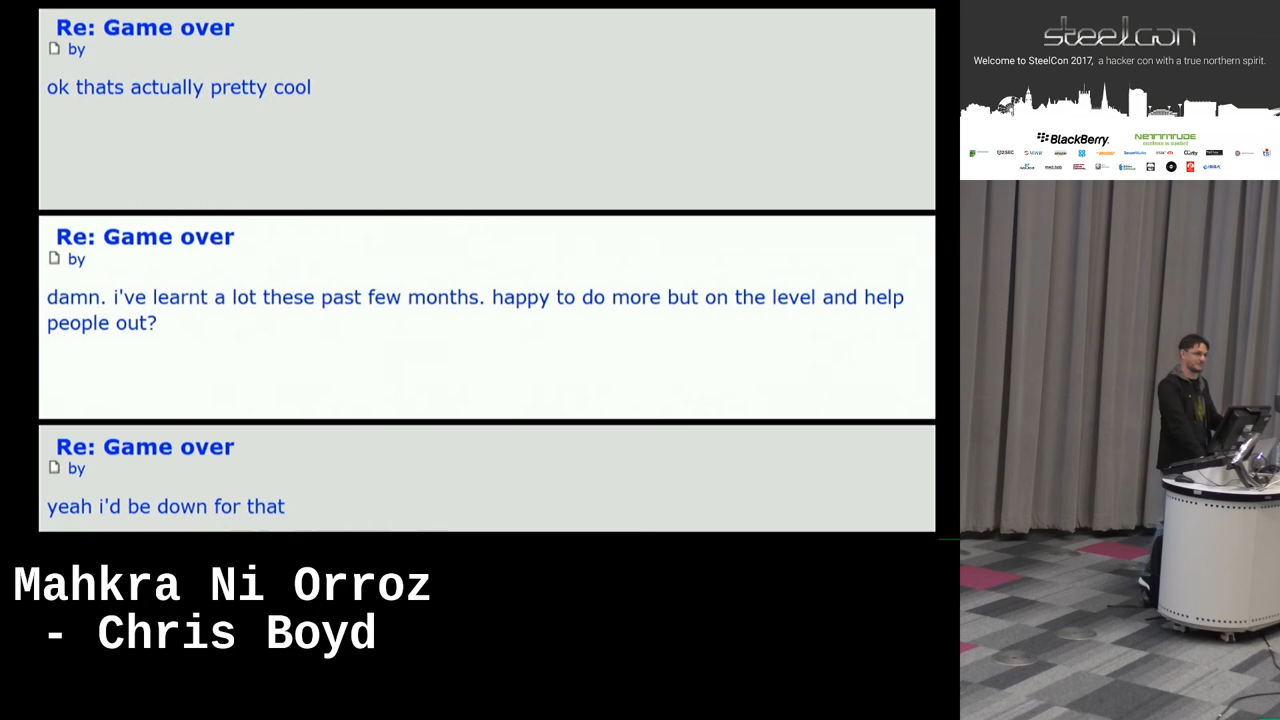 Re: Game over
by
ok thats actually pretty cool
Re: Game over
by
damn. i've learnt a lot these past few months. happy to do more but on the level and help
people out?
Re: Game over
by
yeah i'd be down for that
Mahkra Ni Orroz
- Chris Boyd
steelcon
Welcome to SteelCon 2017, a hacker con with a true northern spirit.
BlackBerry
NETTITUDE